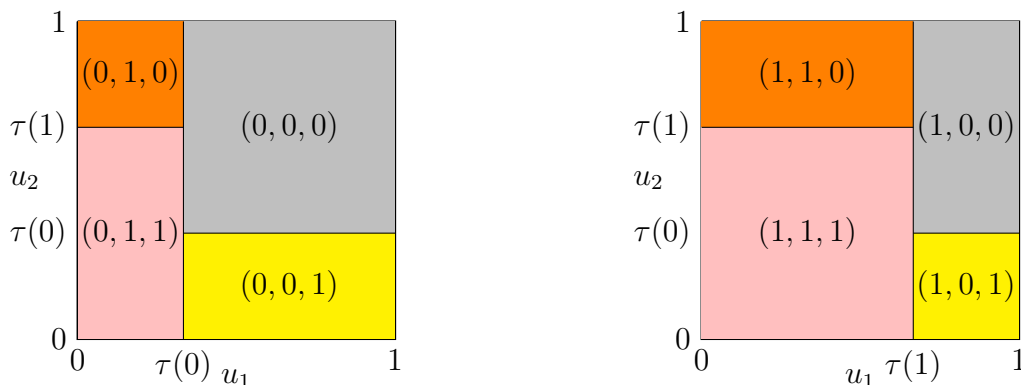 1
(0, 1, 0)
τ(1)
(0, 0, 0)
u₂
τ(0)
(0, 1, 1)
(0, 0, 1)
0
0
τ(0)
u₁
1
1
(1, 1, 0)
τ(1)
(1, 0, 0)
u₂
τ(0)
(1, 1, 1)
(1, 0, 1)
0
0
u₁
τ(1)
1